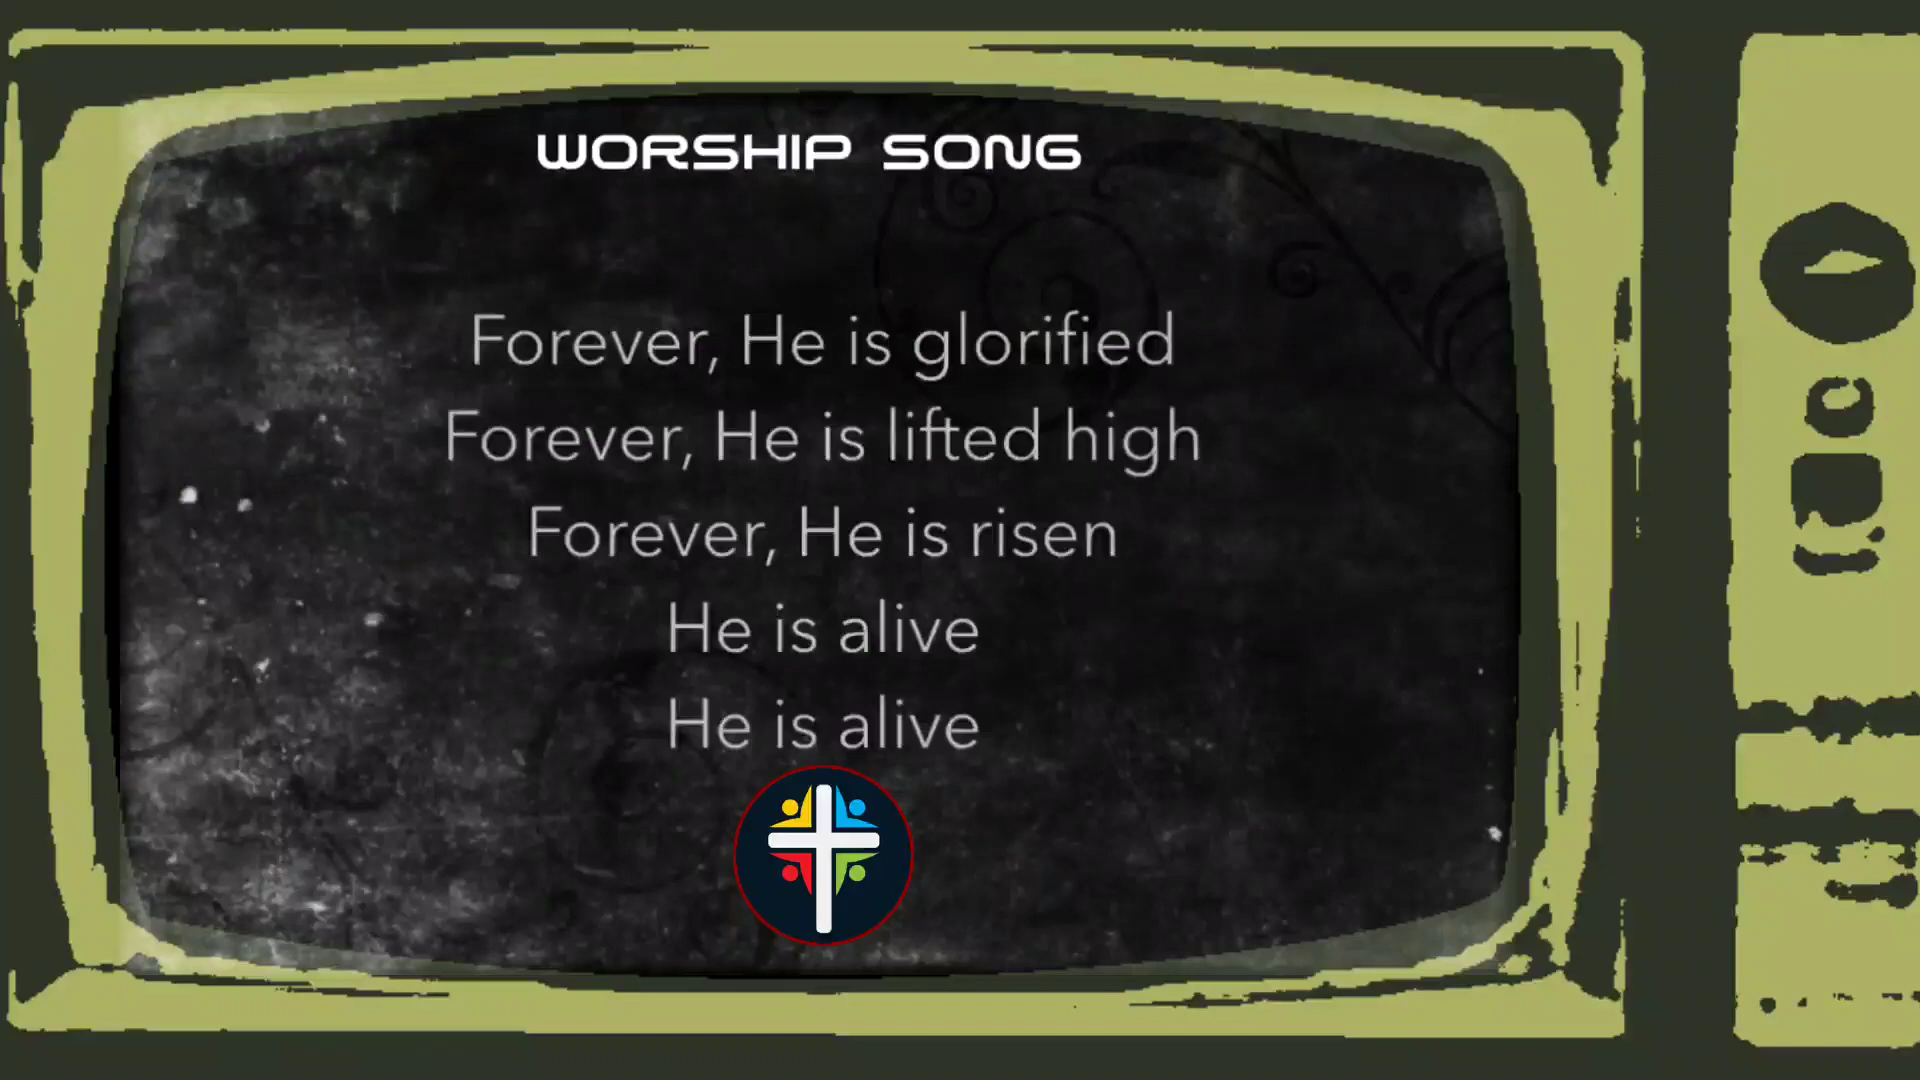 WORSHIP SONG
Forever, He is glorified
Forever, He is lifted high
Forever, He is risen
He is alive
He is alive